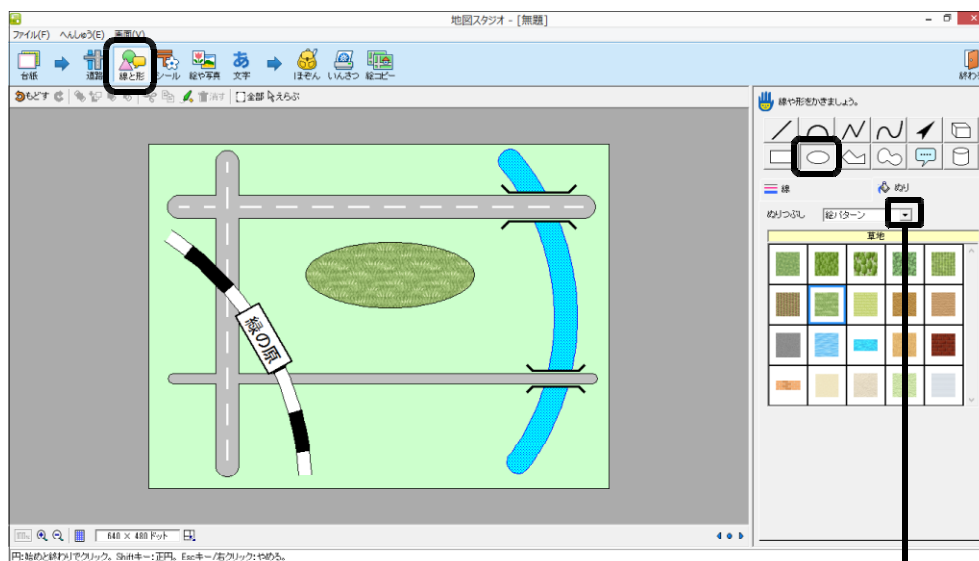 地図スタジオ - [無題]
ファイル(F) へんしゅう(E) 画面(V)
台紙 道路 線と形 シール 絵や写真 文字 ほぞん いんさつ 絵コピー 終わり
もどす 消す 全部 えらぶ
線や形をかきましょう。
線 ぬり
ぬりつぶし 絵パターン
草地
緑の原
640 × 480 ドット
円:始めと終わりでクリック。Shiftキー:正円。Escキー/右クリック:やめる。